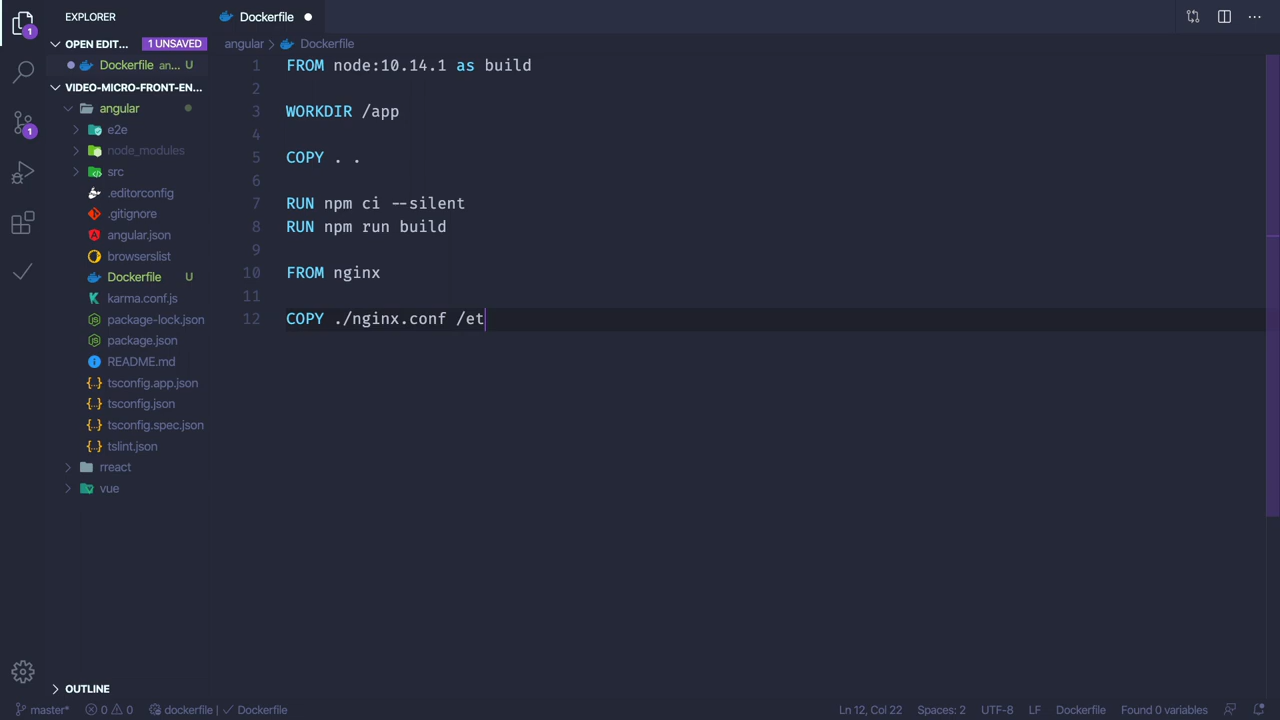 EXPLORER
Dockerfile
1
OPEN EDIT... 1 UNSAVED
Dockerfile an... U
angular > Dockerfile
VIDEO-MICRO-FRONT-EN...
angular
e2e
node_modules
src
.editorconfig
.gitignore
angular.json
browserslist
Dockerfile U
karma.conf.js
package-lock.json
package.json
README.md
tsconfig.app.json
tsconfig.json
tsconfig.spec.json
tslint.json
rreact
vue
1
OUTLINE
1 FROM node:10.14.1 as build
2
3 WORKDIR /app
4
5 COPY . .
6
7 RUN npm ci --silent
8 RUN npm run build
9
10 FROM nginx
11
12 COPY ./nginx.conf /et
master* 0 0 dockerfile | Dockerfile Ln 12, Col 22 Spaces: 2 UTF-8 LF Dockerfile Found 0 variables